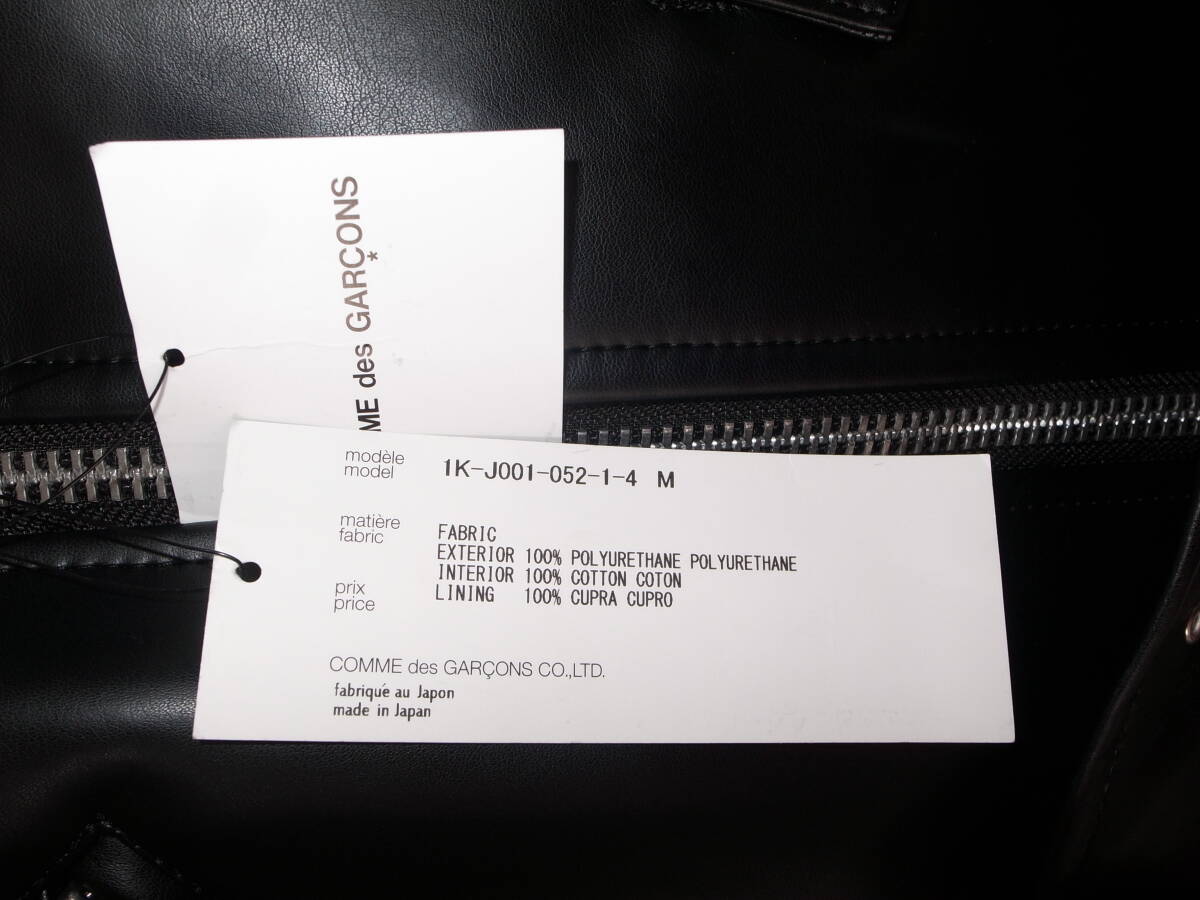 des GARÇONS
*
modèle
model
1K-J001-052-1-4 M
matière
fabric
FABRIC
EXTERIOR 100% POLYURETHANE POLYURETHANE
INTERIOR 100% COTTON COTON
LINING 100% CUPRA CUPRO
prix
price
COMME des GARÇONS CO.,LTD.
fabriqué au Japon
made in Japan